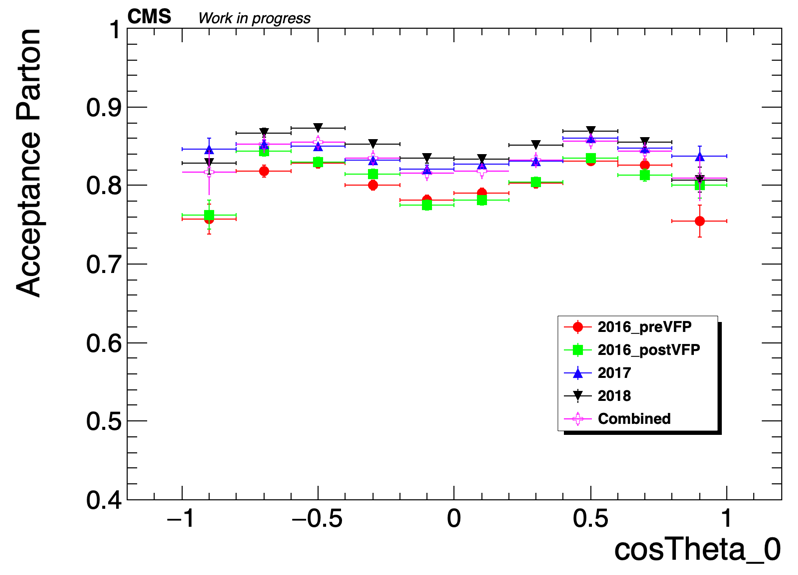 CMS Work in progress
Acceptance Parton
1
0.9
0.8
0.7
0.6
0.5
0.4
2016_preVFP
2016_postVFP
2017
2018
Combined
−1 −0.5 0 0.5 1
cosTheta_0